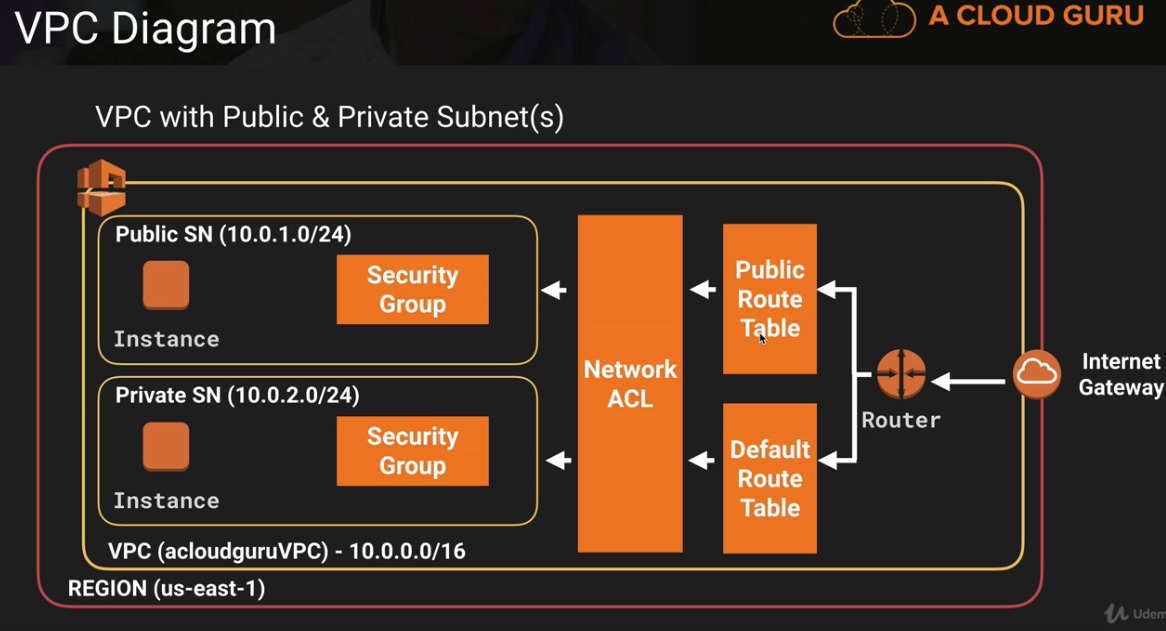 VPC Diagram
A CLOUD GURU
VPC with Public & Private Subnet(s)
Public SN (10.0.1.0/24)
Instance
Security
Group
Private SN (10.0.2.0/24)
Instance
Security
Group
Network
ACL
Public
Route
Table
Default
Route
Table
Router
Internet
Gateway
VPC (acloudguruVPC) - 10.0.0.0/16
REGION (us-east-1)
Udem